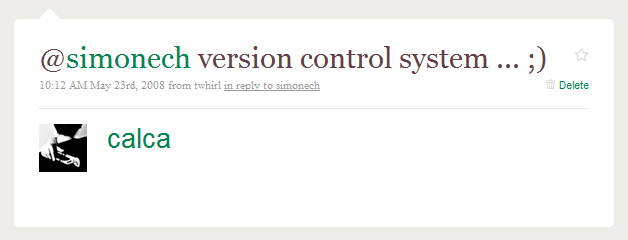 @simonech version control system ... ;)
10:12 AM May 23rd, 2008 from twhirl in reply to simonech Delete
calca